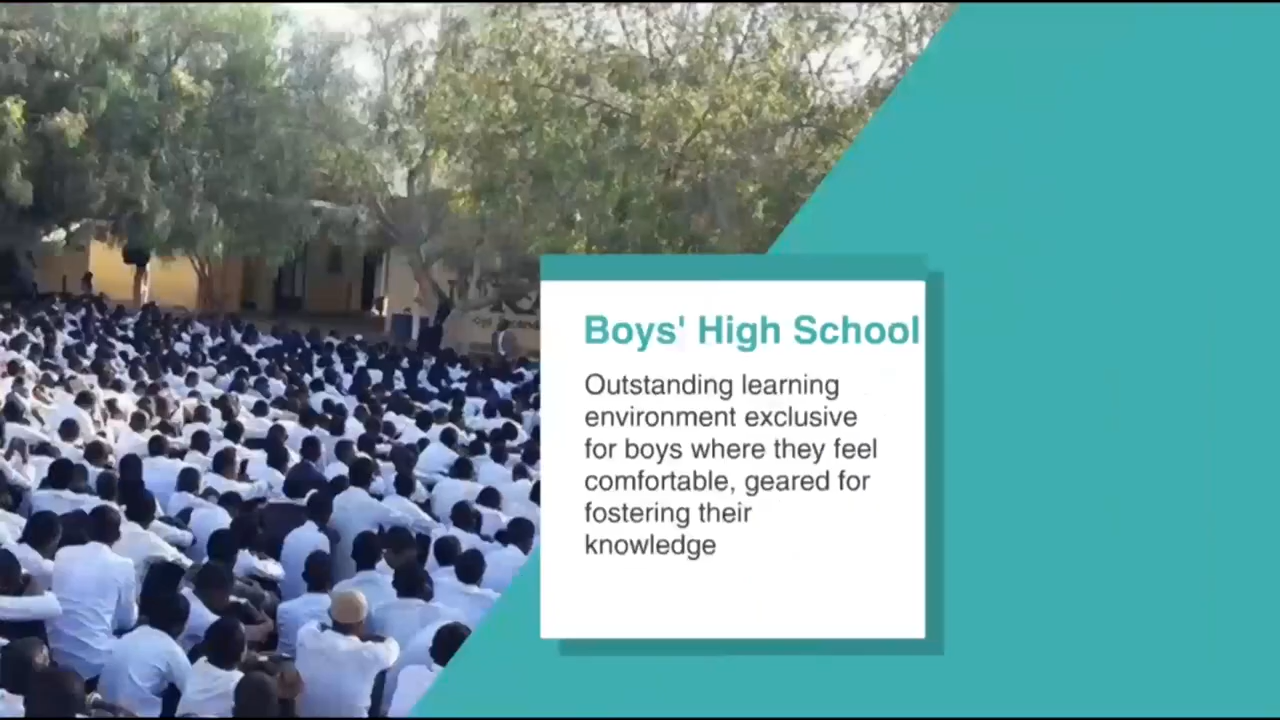 Boys' High School
Outstanding learning
environment exclusive
for boys where they feel
comfortable, geared for
fostering their
knowledge